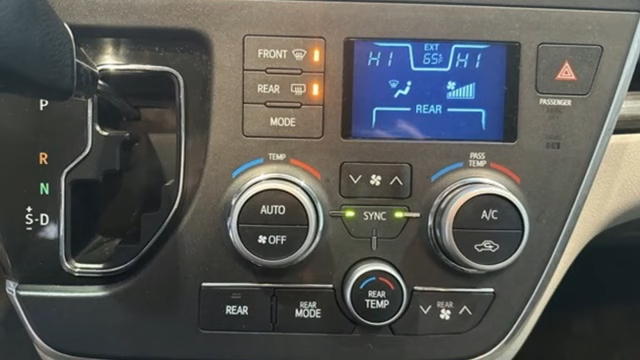 FRONT
REAR
MODE
P
R
N
+
S-D
-
HI
EXT
65°F
HI
REAR
PASSENGER
TEMP
AUTO
OFF
SYNC
PASS
TEMP
A/C
REAR
REAR
MODE
REAR
TEMP
REAR